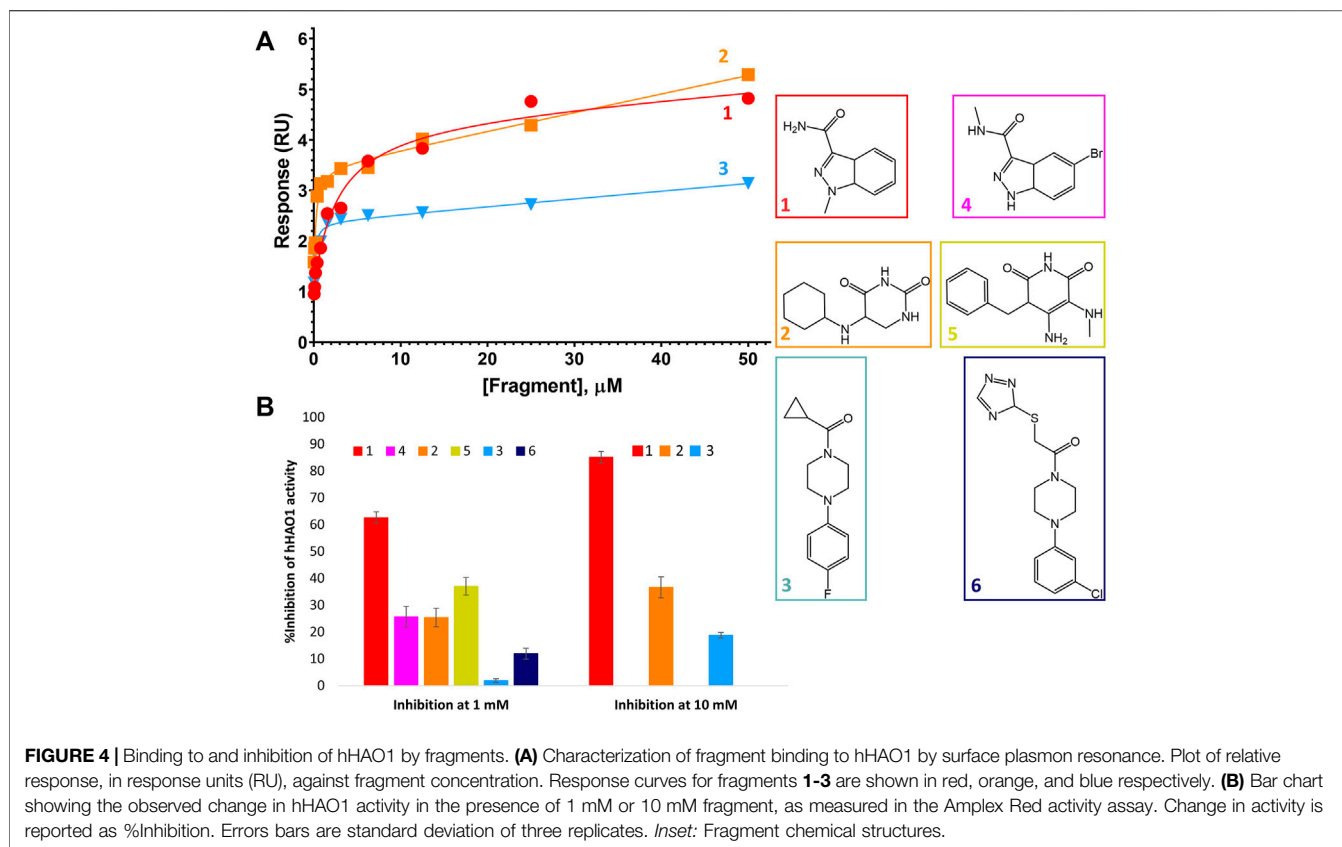 A
6
5
4
3
2
1
0
Response (RU)
0 10 20 30 40 50
[Fragment], μM
2
1
3
H₂N O
N
N
1
O
HN
Br
N
N
H
4
H
O N O
NH
N
H
2
H
O N O
NH
NH₂
5
O
N
N
F
3
N N
N
S
O
N
N
Cl
6
B
100
90
80
70
60
50
40
30
20
10
0
%Inhibition of hHAO1 activity
1 4 2 5 3 6
1 2 3
Inhibition at 1 mM Inhibition at 10 mM
FIGURE 4 | Binding to and inhibition of hHAO1 by fragments. (A) Characterization of fragment binding to hHAO1 by surface plasmon resonance. Plot of relative
response, in response units (RU), against fragment concentration. Response curves for fragments 1-3 are shown in red, orange, and blue respectively. (B) Bar chart
showing the observed change in hHAO1 activity in the presence of 1 mM or 10 mM fragment, as measured in the Amplex Red activity assay. Change in activity is
reported as %Inhibition. Errors bars are standard deviation of three replicates. Inset: Fragment chemical structures.